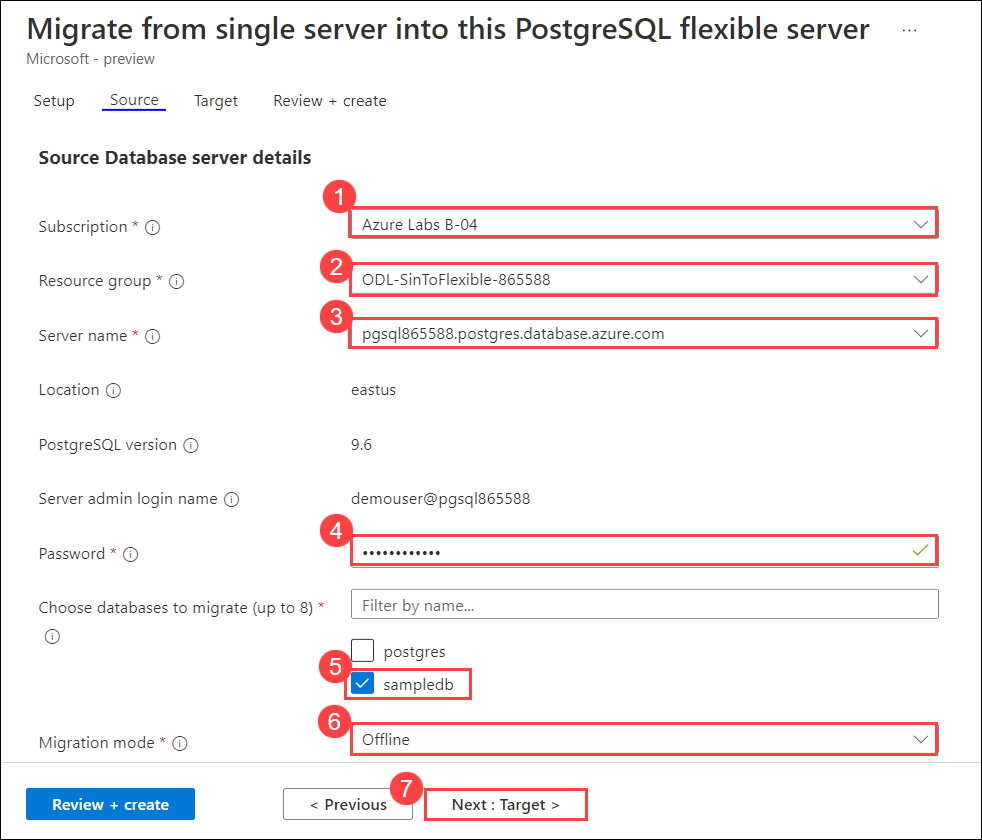 Migrate from single server into this PostgreSQL flexible server ...
Microsoft - preview
Setup Source Target Review + create
Source Database server details
1
Subscription * Azure Labs B-04
2
Resource group * ODL-SinToFlexible-865588
3
Server name * pgsql865588.postgres.database.azure.com
Location eastus
PostgreSQL version 9.6
Server admin login name demouser@pgsql865588
4
Password * ••••••••••••
Choose databases to migrate (up to 8) * Filter by name...
postgres
5
sampledb
6
Migration mode * Offline
7
Review + create < Previous Next : Target >